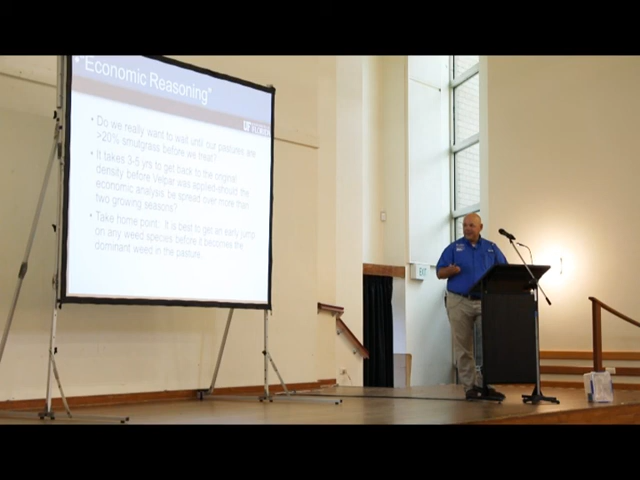 • "Economic Reasoning"
UF FLORIDA
• Do we really want to wait until our pastures are
>20% smutgrass before we treat?
• It takes 3-5 yrs to get back to the original
density before Velpar was applied-should the
economic analysis be spread over more than
two growing seasons?
• Take home point: It is best to get an early jump
on any weed species before it becomes the
dominant weed in the pasture.
EXIT